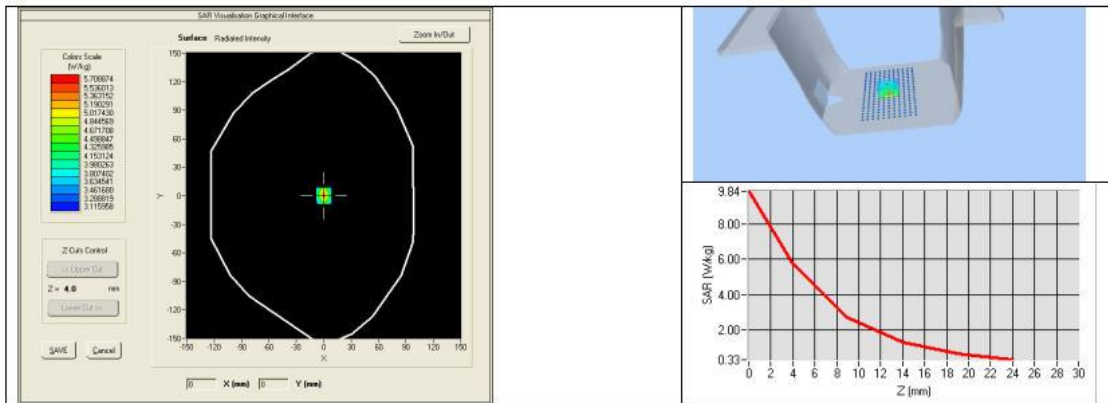 SAR Visualisation Graphical Interface
Surface Radiated Intensity
Zoom In/Out
Colors Scale
(W/kg)
5.708874
5.536013
5.363152
5.190291
5.017430
4.844569
4.671708
4.498847
4.325985
4.153124
3.980263
3.807402
3.634541
3.461680
3.288819
3.115958
Z-Cuts Control
<< Upper Cut
Z = 4.0 mm
Lower Cut >>
SAVE Cancel
150
120
90
60
30
0
-30
-60
-90
-120
-150
Y
-150 -120 -90 -60 -30 0 30 60 90 120 150
X
0 X (mm) 0 Y (mm)
9.84
8.00
6.00
4.00
2.00
0.33
SAR (W/kg)
0 2 4 6 8 10 12 14 16 18 20 22 24 26 28 30
Z (mm)